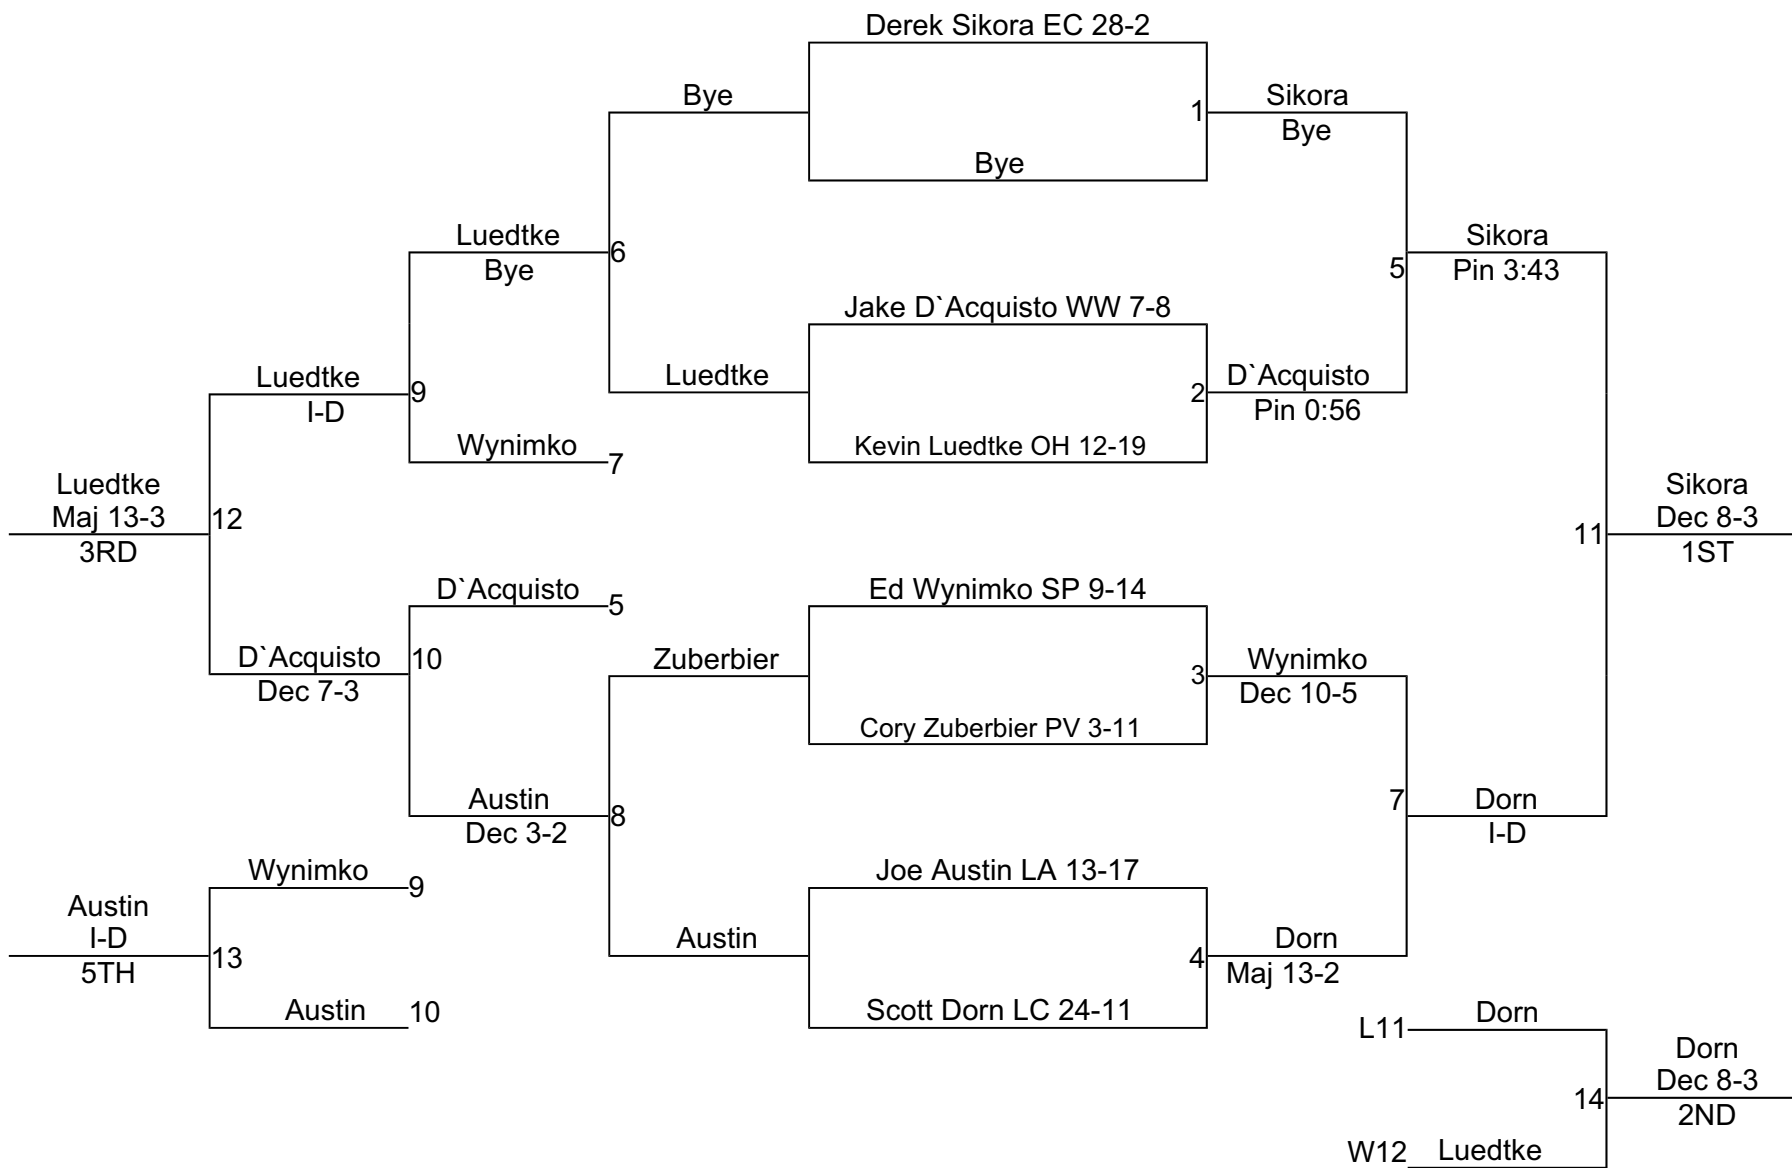 Derek Sikora EC 28-2
Bye
1
Sikora
Bye
Bye
Luedtke
Bye
6
Sikora
Pin 3:43
5
Jake D`Acquisto WW 7-8
Luedtke
I-D
9
Luedtke
2
D`Acquisto
Pin 0:56
Wynimko
7
Kevin Luedtke OH 12-19
Luedtke
Maj 13-3
3RD
12
11
Sikora
Dec 8-3
1ST
D`Acquisto
5
Ed Wynimko SP 9-14
D`Acquisto
Dec 7-3
10
Zuberbier
3
Wynimko
Dec 10-5
Cory Zuberbier PV 3-11
Austin
Dec 3-2
8
7
Dorn
I-D
Wynimko
9
Joe Austin LA 13-17
Austin
I-D
5TH
13
Austin
4
Dorn
Maj 13-2
Austin
10
Scott Dorn LC 24-11
L11
Dorn
14
Dorn
Dec 8-3
2ND
W12
Luedtke